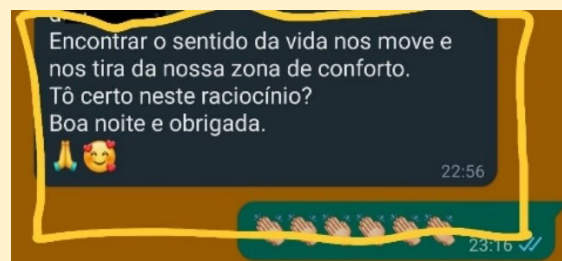 Encontrar o sentido da vida nos move e
nos tira da nossa zona de conforto.
Tô certo neste raciocínio?
Boa noite e obrigada.
🙏🥰
22:56
👏🏼👏🏼👏🏼👏🏼👏🏼👏🏼
23:16